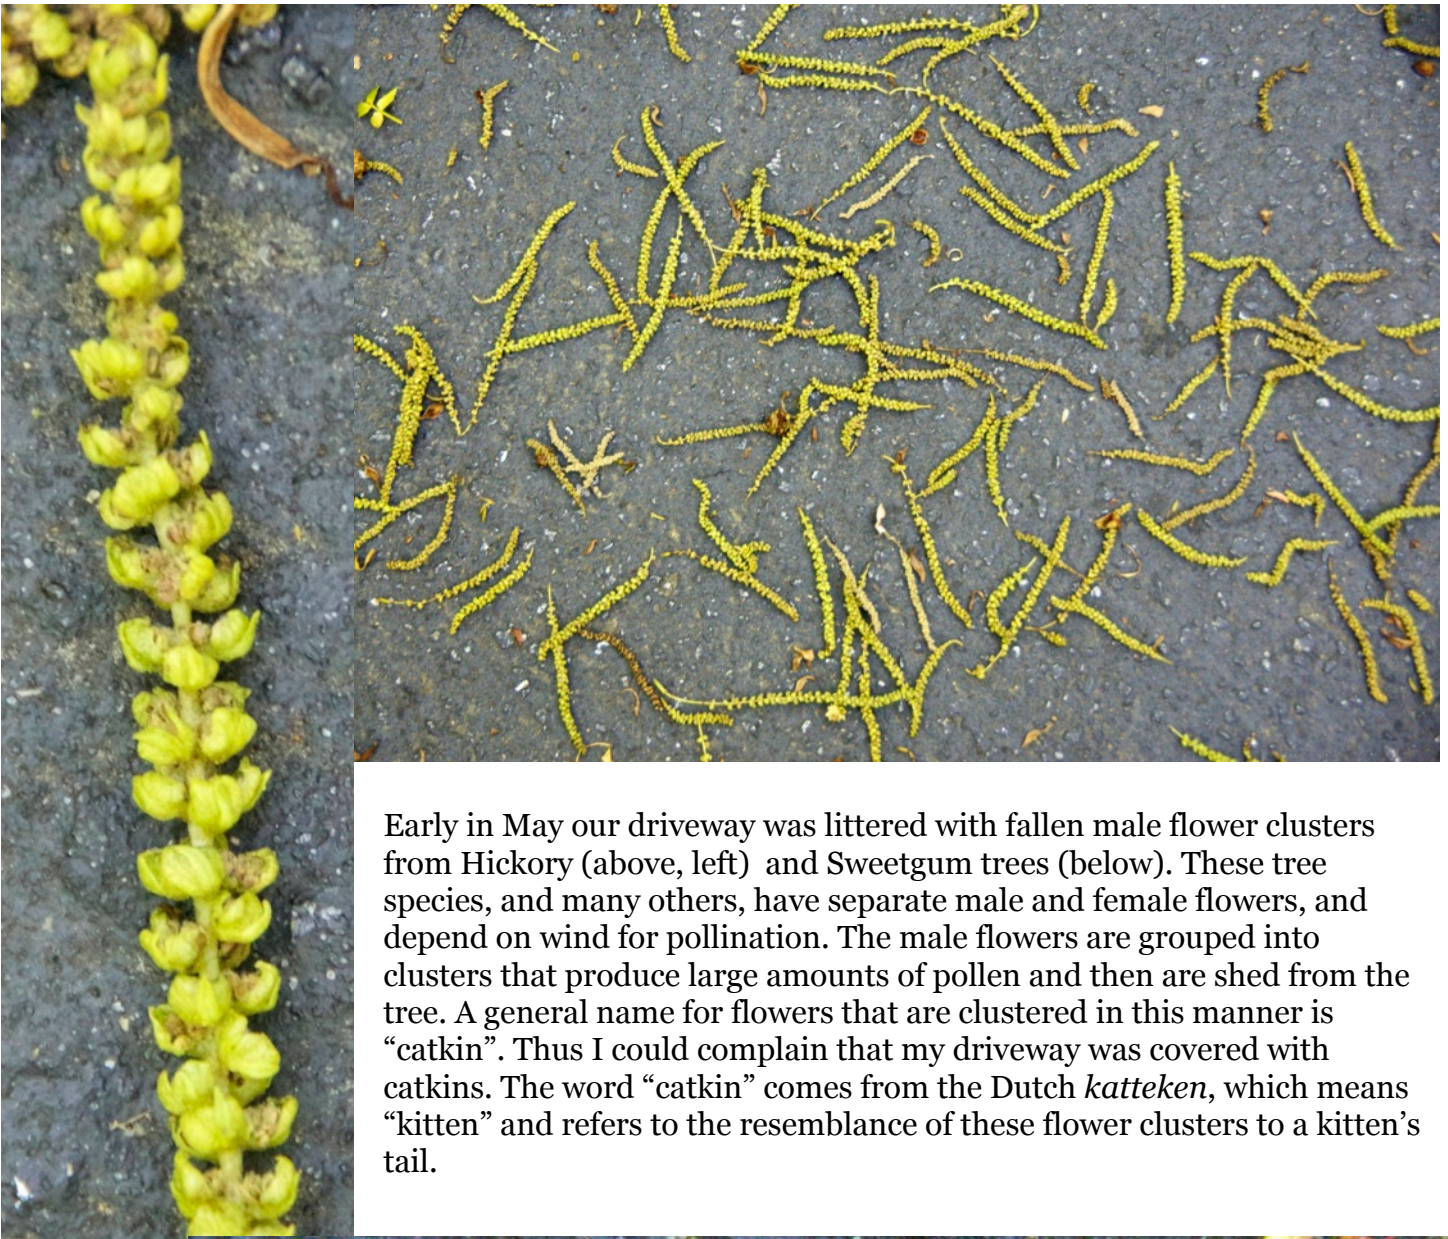 Early in May our driveway was littered with fallen male flower clusters
from Hickory (above, left)  and Sweetgum trees (below). These tree
species, and many others, have separate male and female flowers, and
depend on wind for pollination. The male flowers are grouped into
clusters that produce large amounts of pollen and then are shed from the
tree. A general name for flowers that are clustered in this manner is
“catkin”. Thus I could complain that my driveway was covered with
catkins. The word “catkin” comes from the Dutch katteken, which means
“kitten” and refers to the resemblance of these flower clusters to a kitten’s
tail.